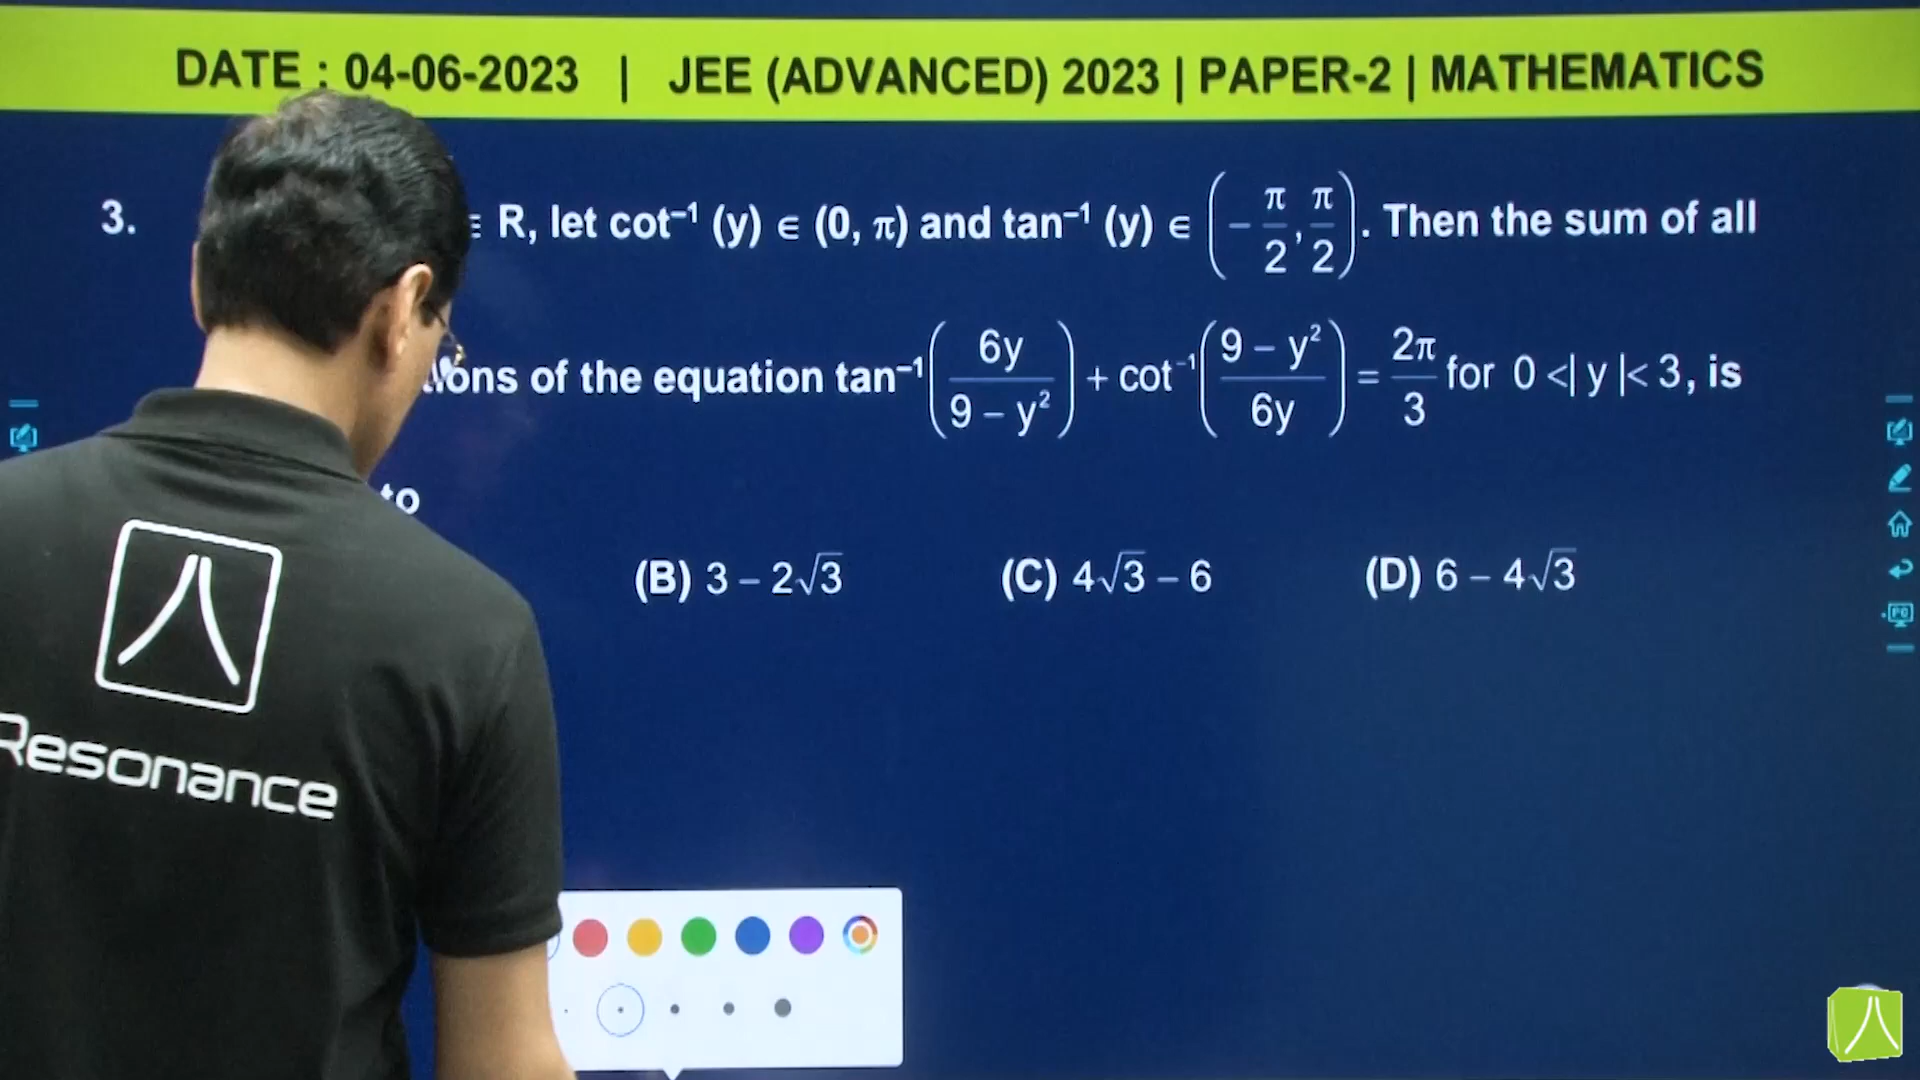 DATE : 04-06-2023 | JEE (ADVANCED) 2023 | PAPER-2 | MATHEMATICS
3. ∈ R, let cot⁻¹ (y) ∈ (0, π) and tan⁻¹ (y) ∈ (−π/2, π/2). Then the sum of all
of the equation tan⁻¹(6y/(9 – y²)) + cot⁻¹((9 – y²)/6y) = 2π/3 for 0 <| y |< 3, is
to
(B) 3 – 2√3 (C) 4√3 – 6 (D) 6 – 4√3
Resonance
PC